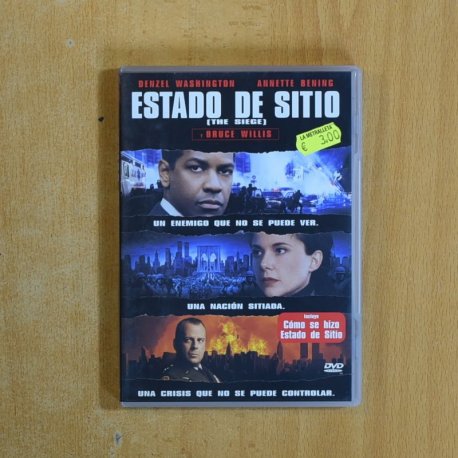 DENZEL WASHINGTON ANNETTE BENING
ESTADO DE SITIO
[THE SIEGE]
Y BRUCE WILLIS
LA METRALLETA
€ 3,00
UN ENEMIGO QUE NO SE PUEDE VER.
UNA NACIÓN SITIADA.
Incluye
Cómo se hizo
Estado de Sitio
DVD
UNA CRISIS QUE NO SE PUEDE CONTROLAR.